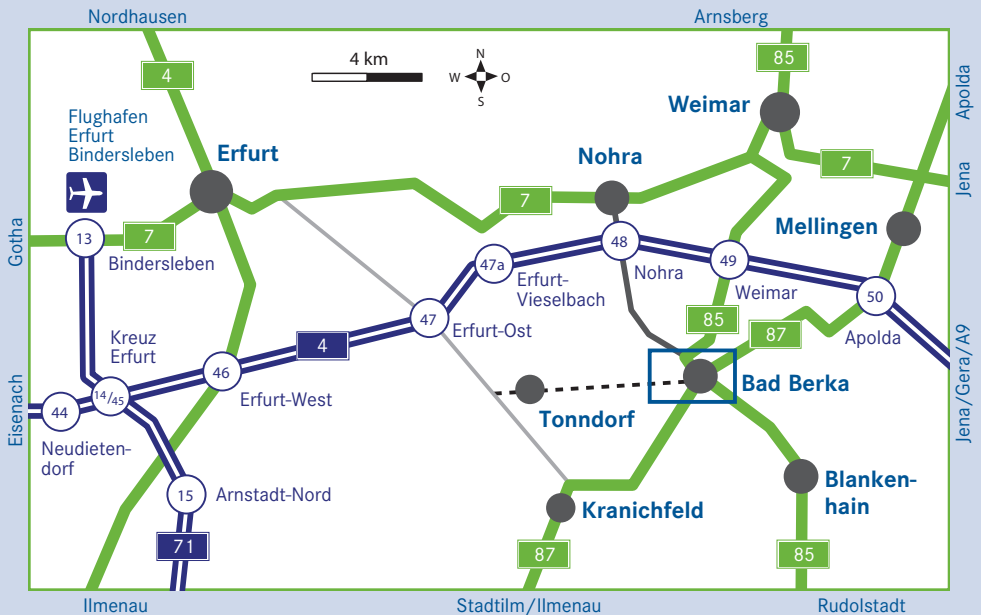 Nordhausen
Arnsberg
4 km
N
W
O
S
4
85
Flughafen
Erfurt
Bindersleben
Erfurt
Weimar
Apolda
Nohra
7
7
Jena
Gotha
13
7
Bindersleben
Mellingen
48
Nohra
47a
Erfurt-
Vieselbach
49
Weimar
50
Apolda
47
Erfurt-Ost
85
87
Kreuz
Erfurt
4
46
Erfurt-West
14/45
Eisenach
44
Neudieten-
dorf
Tonndorf
Bad Berka
Jena/Gera/A9
15
Arnstadt-Nord
Kranichfeld
Blanken-
hain
71
87
85
Ilmenau
Stadtilm/Ilmenau
Rudolstadt